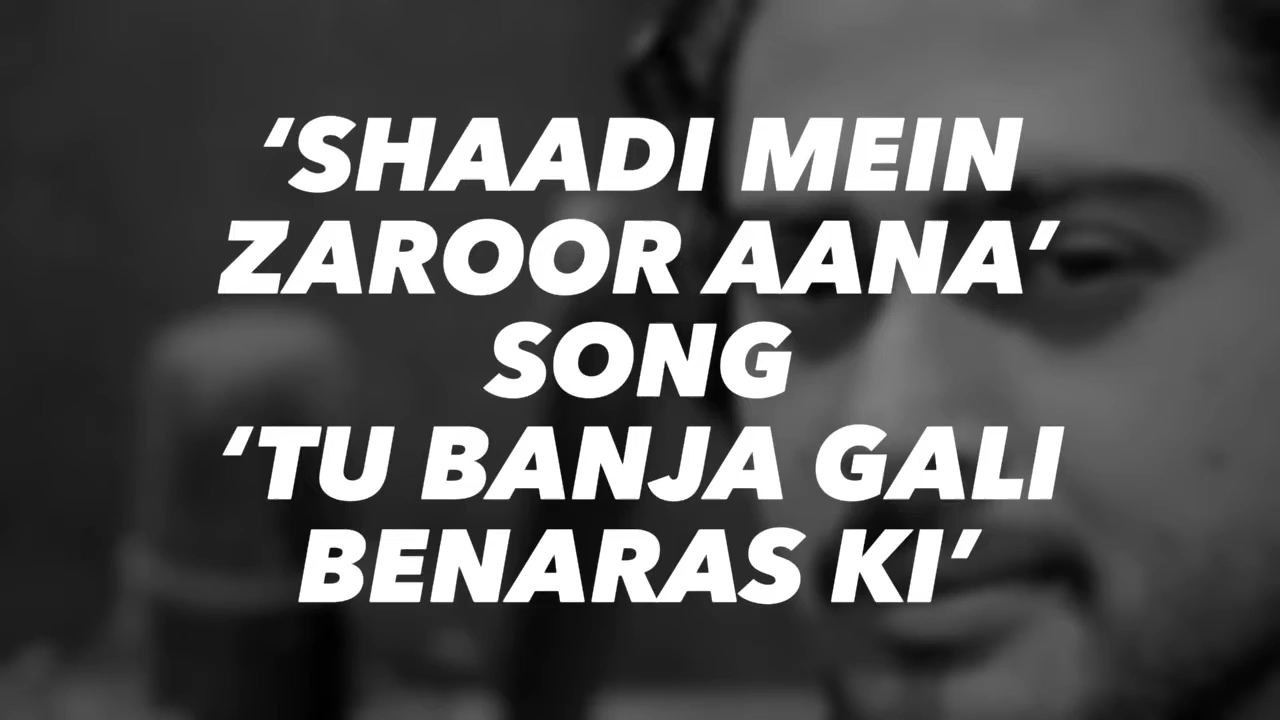 ‘SHAADI MEIN
ZAROOR AANA’
SONG
‘TU BANJA GALI
BENARAS KI’